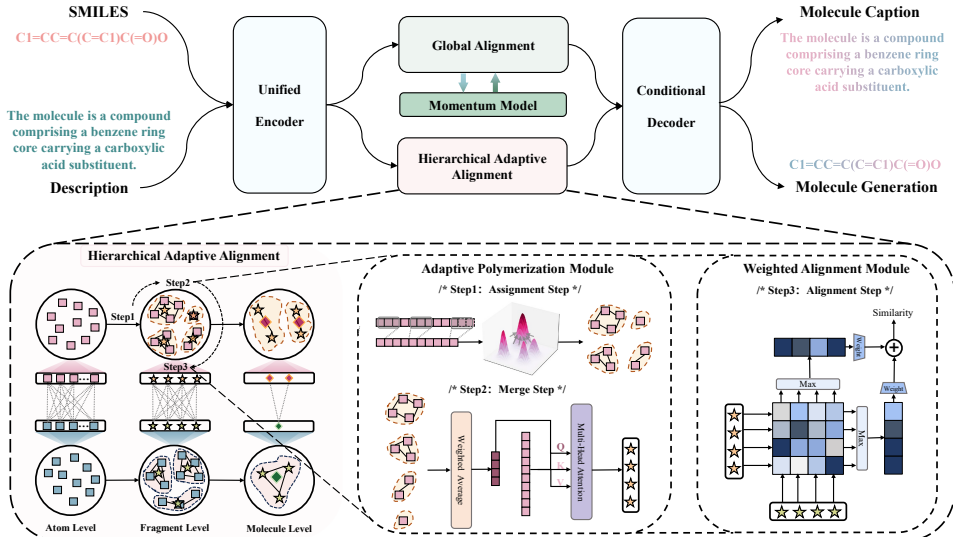 SMILES
C1=CC=C(C=C1)C(=O)O
The molecule is a compound
comprising a benzene ring
core carrying a carboxylic
acid substituent.
Description
Unified
Encoder
Global Alignment
Momentum Model
Hierarchical Adaptive
Alignment
Conditional
Decoder
Molecule Caption
The molecule is a compound
comprising a benzene ring
core carrying a carboxylic
acid substituent.
C1=CC=C(C=C1)C(=O)O
Molecule Generation
Hierarchical Adaptive Alignment
Step2
Step1
Step3
Atom Level
Fragment Level
Molecule Level
Adaptive Polymerization Module
/* Step1: Assignment Step */
/* Step2: Merge Step */
Weighted Average
Q
K
V
Multi-Head Attention
Weighted Alignment Module
/* Step3: Alignment Step */
Similarity
Weight
Max
Weight
Max